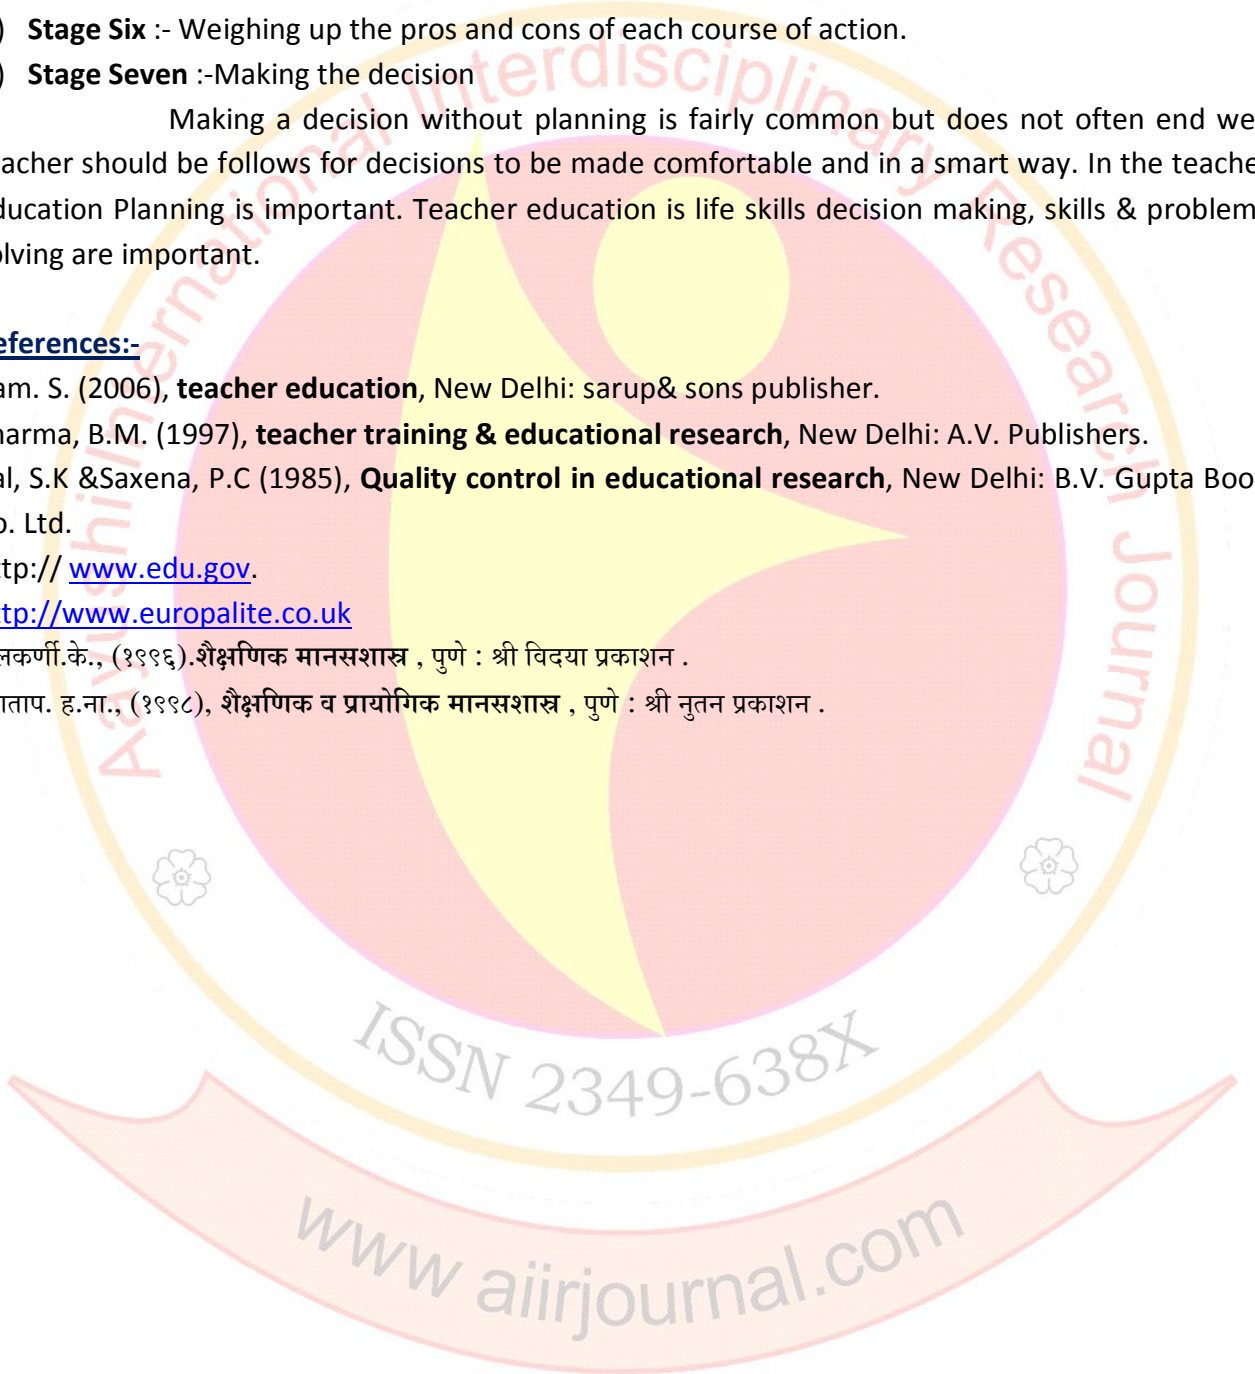 ) Stage Six :- Weighing up the pros and cons of each course of action.
) Stage Seven :-Making the decision
Making a decision without planning is fairly common but does not often end we
acher should be follows for decisions to be made comfortable and in a smart way. In the teache
ducation Planning is important. Teacher education is life skills decision making, skills & problem
olving are important.
eferences:-
am. S. (2006), teacher education, New Delhi: sarup& sons publisher.
harma, B.M. (1997), teacher training & educational research, New Delhi: A.V. Publishers.
al, S.K &Saxena, P.C (1985), Quality control in educational research, New Delhi: B.V. Gupta Boo
o. Ltd.
ttp:// www.edu.gov.
ttp://www.europalite.co.uk
लकर्णी.के., (१९९६).शैक्षणिक मानसशास्त्र , पुणे : श्री विदया प्रकाशन .
ताप. ह.ना., (१९९८), शैक्षणिक व प्रायोगिक मानसशास्त्र , पुणे : श्री नुतन प्रकाशन .
Aayushi International Interdisciplinary Research Journal
ISSN 2349-638X
www aiirjournal.com